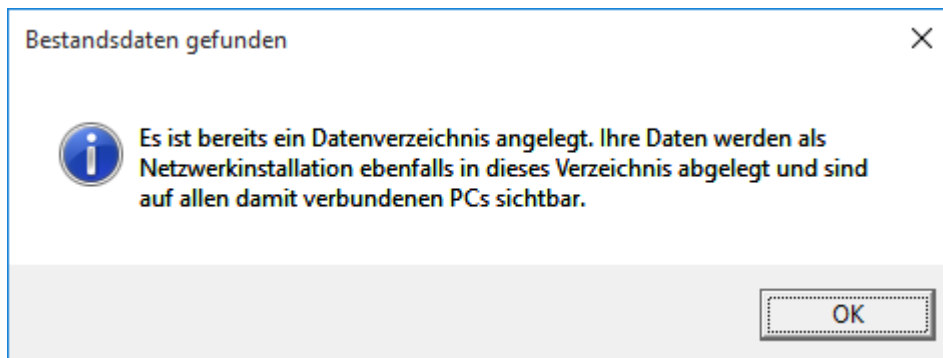 Bestandsdaten gefunden
Es ist bereits ein Datenverzeichnis angelegt. Ihre Daten werden als
Netzwerkinstallation ebenfalls in dieses Verzeichnis abgelegt und sind
auf allen damit verbundenen PCs sichtbar.
OK